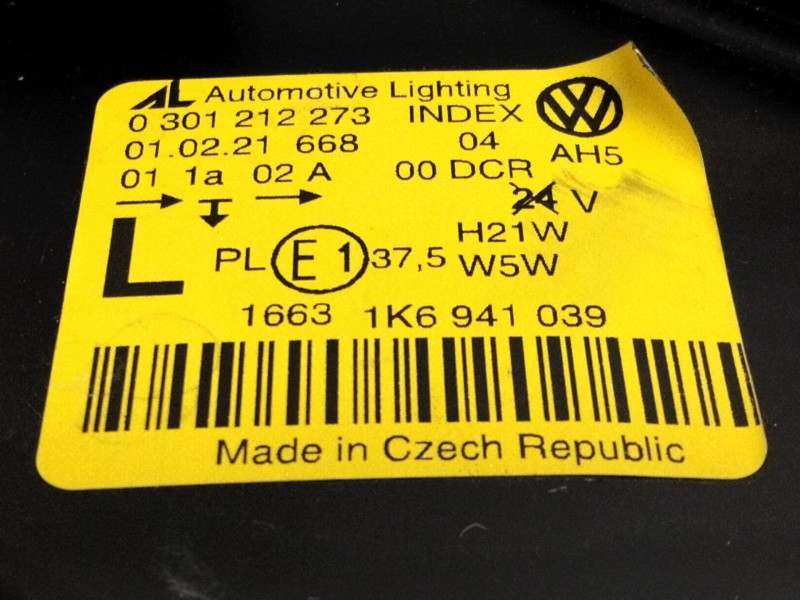 AL Automotive Lighting
0 301 212 273 INDEX
01.02.21 668 04 AH5
01 1a 02 A 00 DCR
24 V
L H21W
PL E1 37,5 W5W
1663 1K6 941 039
Made in Czech Republic